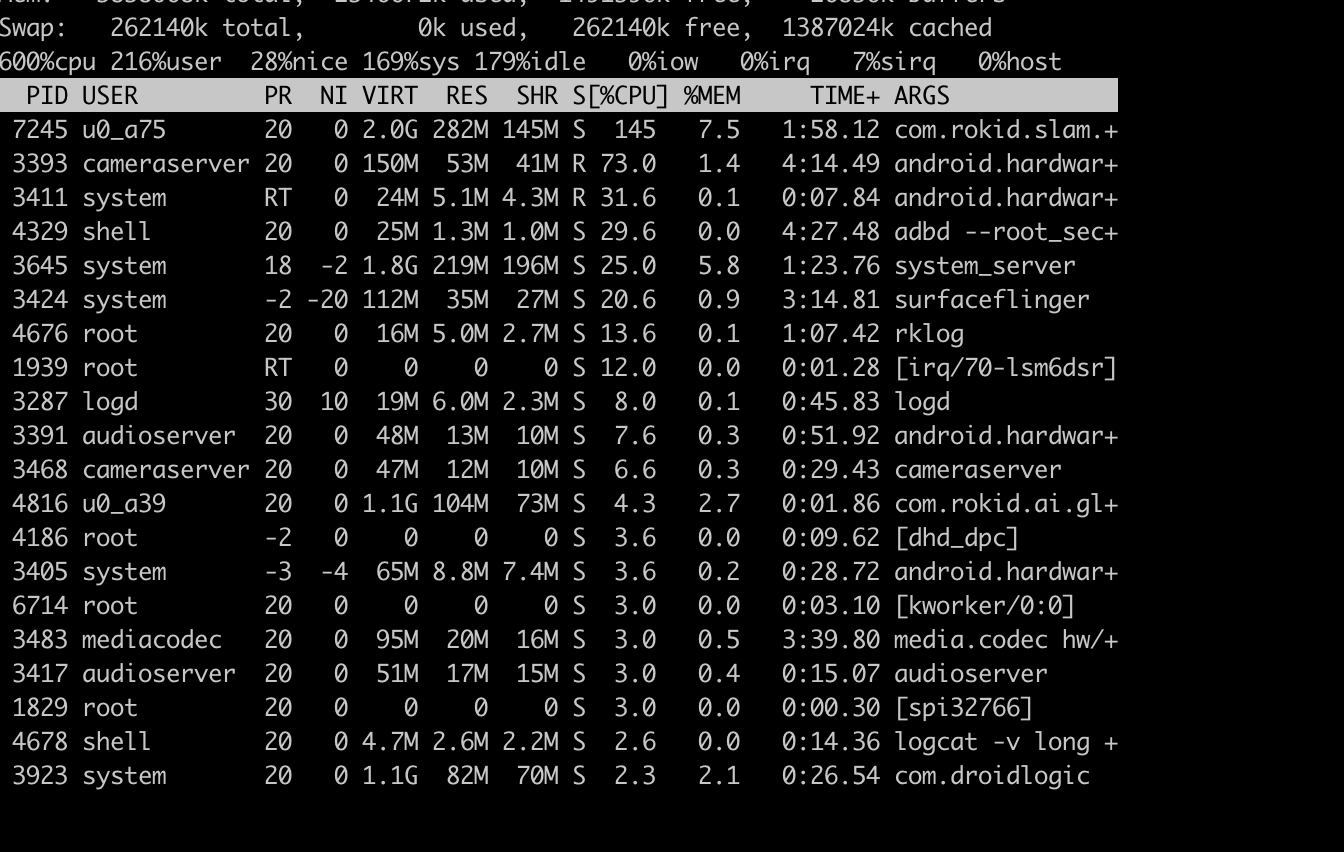 Swap:   262140k total,        0k used,   262140k free,  1387024k cached
600%cpu 216%user  28%nice 169%sys 179%idle   0%iow   0%irq   7%sirq   0%host
  PID USER         PR  NI VIRT  RES  SHR S[%CPU] %MEM     TIME+ ARGS
 7245 u0_a75       20   0 2.0G 282M 145M S  145   7.5   1:58.12 com.rokid.slam.+
 3393 cameraserver 20   0 150M  53M  41M R 73.0   1.4   4:14.49 android.hardwar+
 3411 system       RT   0  24M 5.1M 4.3M R 31.6   0.1   0:07.84 android.hardwar+
 4329 shell        20   0  25M 1.3M 1.0M S 29.6   0.0   4:27.48 adbd --root_sec+
 3645 system       18  -2 1.8G 219M 196M S 25.0   5.8   1:23.76 system_server
 3424 system       -2 -20 112M  35M  27M S 20.6   0.9   3:14.81 surfaceflinger
 4676 root         20   0  16M 5.0M 2.7M S 13.6   0.1   1:07.42 rklog
 1939 root         RT   0    0    0    0 S 12.0   0.0   0:01.28 [irq/70-lsm6dsr]
 3287 logd         30  10  19M 6.0M 2.3M S  8.0   0.1   0:45.83 logd
 3391 audioserver  20   0  48M  13M  10M S  7.6   0.3   0:51.92 android.hardwar+
 3468 cameraserver 20   0  47M  12M  10M S  6.6   0.3   0:29.43 cameraserver
 4816 u0_a39       20   0 1.1G 104M  73M S  4.3   2.7   0:01.86 com.rokid.ai.gl+
 4186 root         -2   0    0    0    0 S  3.6   0.0   0:09.62 [dhd_dpc]
 3405 system       -3  -4  65M 8.8M 7.4M S  3.6   0.2   0:28.72 android.hardwar+
 6714 root         20   0    0    0    0 S  3.0   0.0   0:03.10 [kworker/0:0]
 3483 mediacodec   20   0  95M  20M  16M S  3.0   0.5   3:39.80 media.codec hw/+
 3417 audioserver  20   0  51M  17M  15M S  3.0   0.4   0:15.07 audioserver
 1829 root         20   0    0    0    0 S  3.0   0.0   0:00.30 [spi32766]
 4678 shell        20   0 4.7M 2.6M 2.2M S  2.6   0.0   0:14.36 logcat -v long +
 3923 system       20   0 1.1G  82M  70M S  2.3   2.1   0:26.54 com.droidlogic